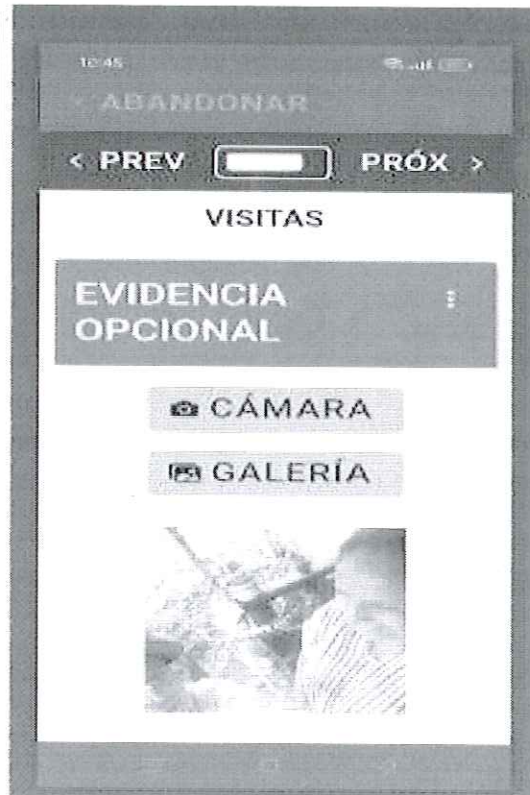 10:45
< ABANDONAR
< PREV
PRÓX >
VISITAS
EVIDENCIA
OPCIONAL
CÁMARA
GALERÍA